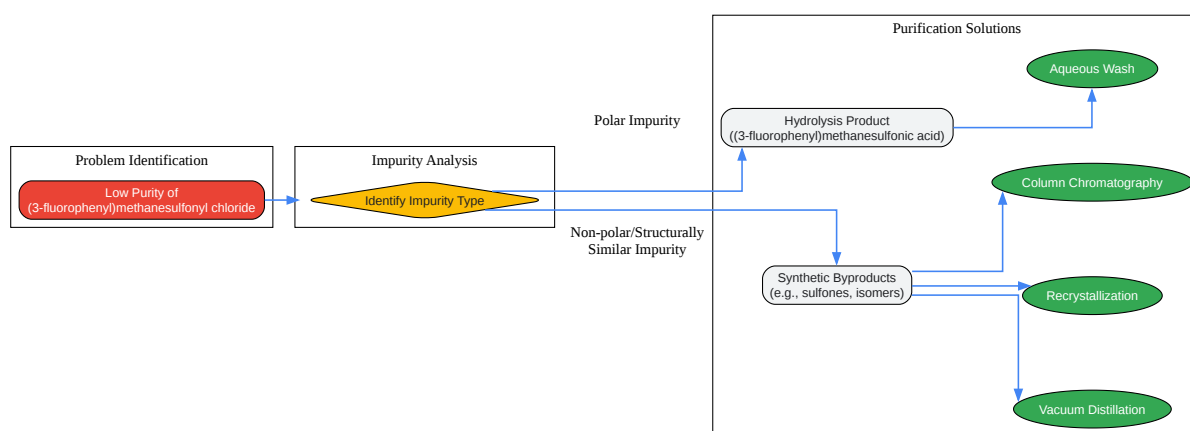 Purification Solutions
Aqueous Wash
Polar Impurity
Hydrolysis Product
((3-fluorophenyl)methanesulfonic acid)
Problem Identification
Impurity Analysis
Low Purity of
(3-fluorophenyl)methanesulfonyl chloride
Identify Impurity Type
Column Chromatography
Non-polar/Structurally
Similar Impurity
Synthetic Byproducts
(e.g., sulfones, isomers)
Recrystallization
Vacuum Distillation